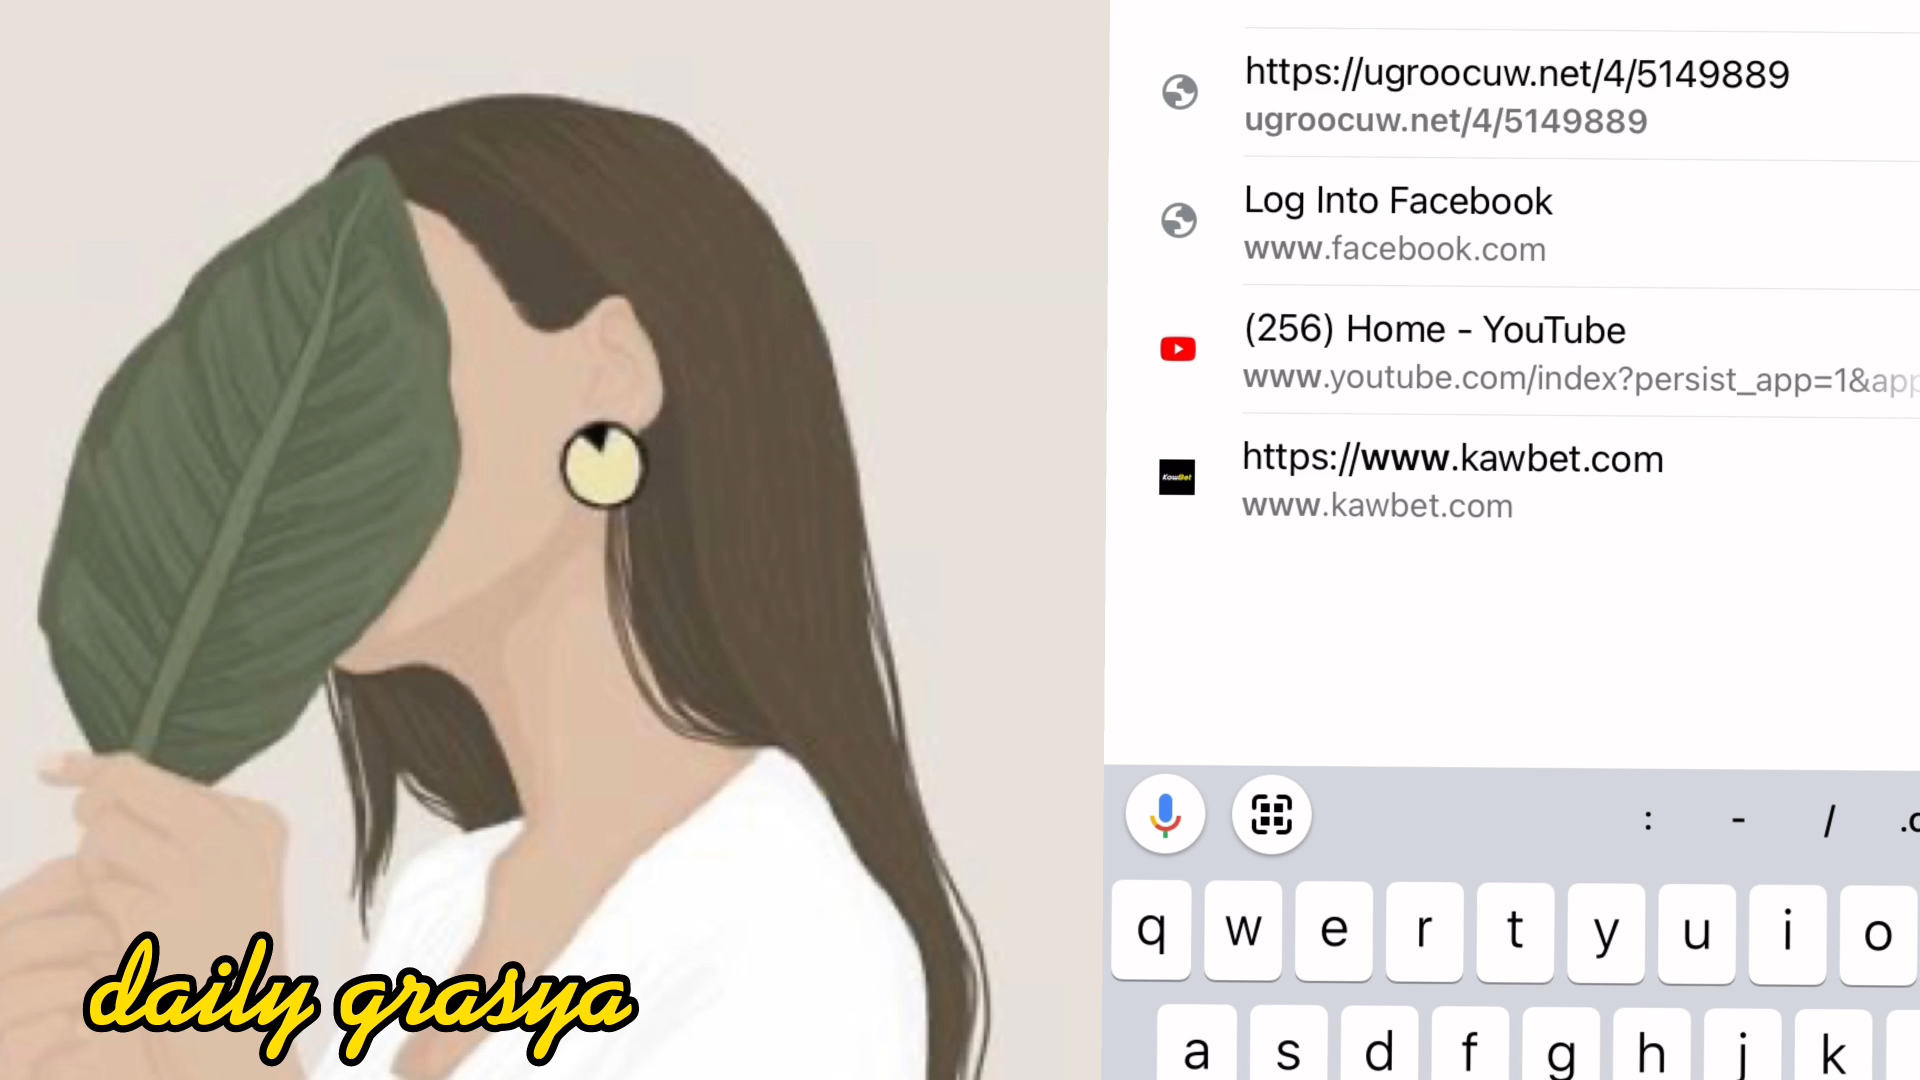 https://ugroocuw.net/4/5149889
ugroocuw.net/4/5149889
Log Into Facebook
www.facebook.com
(256) Home - YouTube
www.youtube.com/index?persist_app=1&app
https://www.kawbet.com
KawBet
www.kawbet.com
: - / .c
q w e r t y u i o
a s d f g h j k
daily grasya